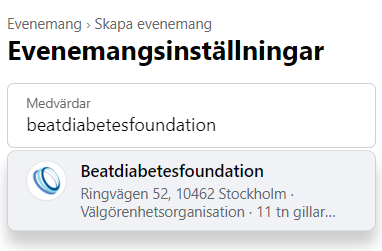 Evenemang › Skapa evenemang
Evenemangsinställningar
Medvärdar
beatdiabetesfoundation
Beatdiabetesfoundation
Ringvägen 52, 10462 Stockholm ·
Välgörenhetsorganisation · 11 tn gillar...